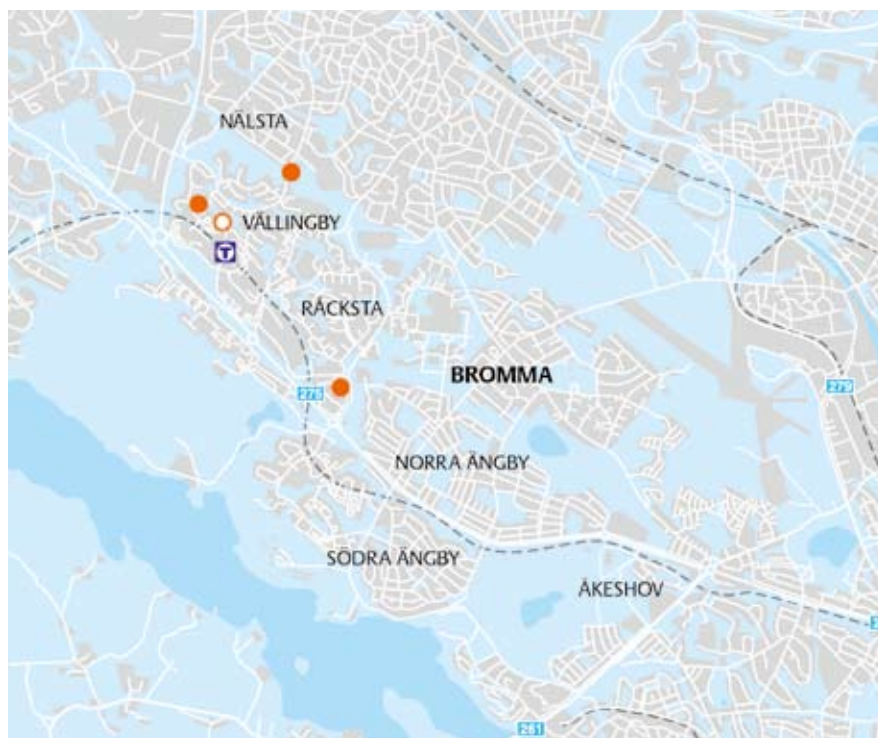 NÄLSTA
VÄLLINGBY
T
RÅCKSTA
BROMMA
275
279
NORRA ÄNGBY
SÖDRA ÄNGBY
ÅKESHOV
261